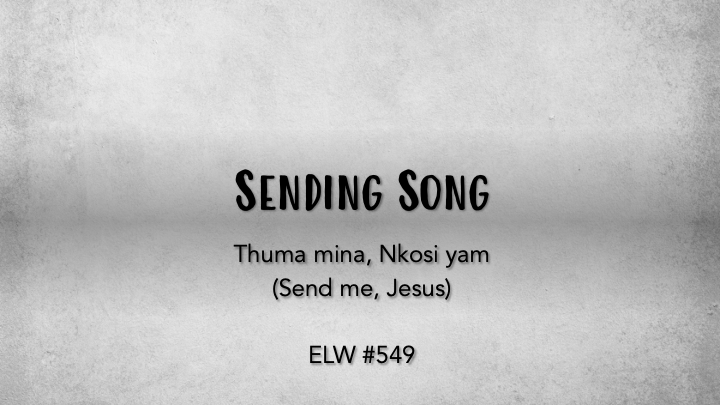 Sending Song
Thuma mina, Nkosi yam
(Send me, Jesus)
ELW #549